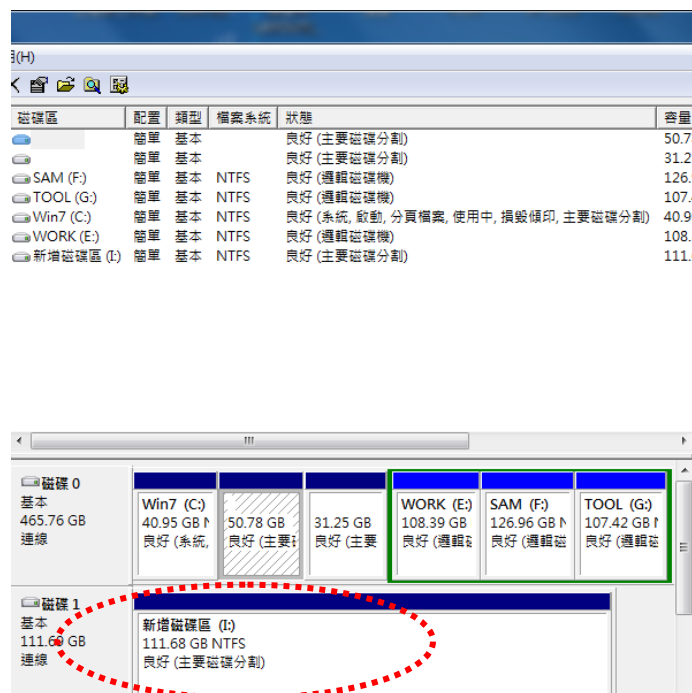 (H)
磁碟區 配置 類型 檔案系統 狀態 容量
簡單 基本 良好 (主要磁碟分割) 50.7
簡單 基本 良好 (主要磁碟分割) 31.2
SAM (F:) 簡單 基本 NTFS 良好 (邏輯磁碟機) 126.
TOOL (G:) 簡單 基本 NTFS 良好 (邏輯磁碟機) 107.
Win7 (C:) 簡單 基本 NTFS 良好 (系統, 啟動, 分頁檔案, 使用中, 損毀傾印, 主要磁碟分割) 40.9
WORK (E:) 簡單 基本 NTFS 良好 (邏輯磁碟機) 108.
新增磁碟區 (I:) 簡單 基本 NTFS 良好 (主要磁碟分割) 111.
磁碟 0
基本
465.76 GB
連線
Win7 (C:)
40.95 GB N
良好 (系統,
50.78 GB
良好 (主要
31.25 GB
良好 (主要
WORK (E:)
108.39 GB
良好 (邏輯
SAM (F:)
126.96 GB N
良好 (邏輯磁
TOOL (G:)
107.42 GB N
良好 (邏輯磁
磁碟 1
基本
111.69 GB
連線
新增磁碟區 (I:)
111.68 GB NTFS
良好 (主要磁碟分割)